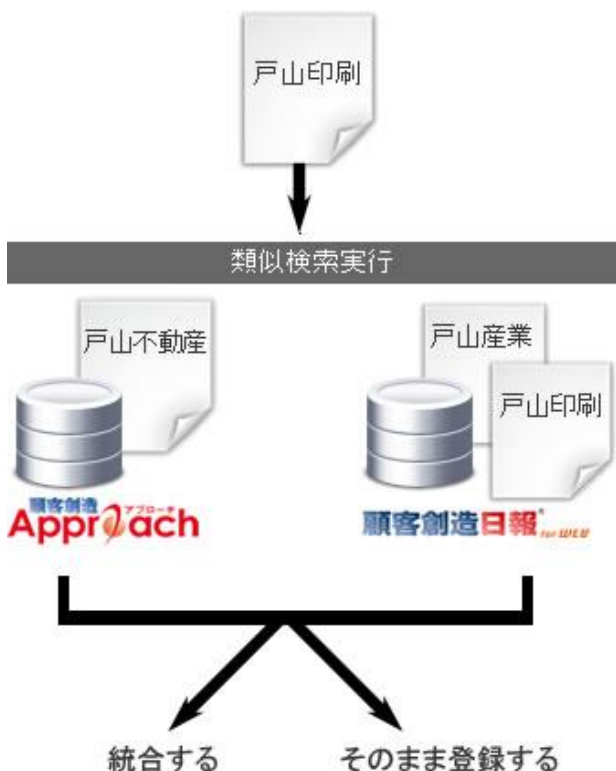 戸山印刷
類似検索実行
戸山不動産
戸山産業
戸山印刷
顧客創造
アプローチ
Approach
顧客創造日報 for WEB
統合する
そのまま登録する